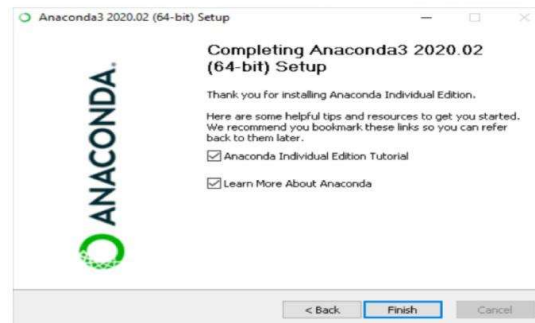 Anaconda3 2020.02 (64-bit) Setup
Completing Anaconda3 2020.02
(64-bit) Setup
Thank you for installing Anaconda Individual Edition.
Here are some helpful tips and resources to get you started.
We recommend you bookmark these links so you can refer
back to them later.
Anaconda Individual Edition Tutorial
Learn More About Anaconda
ANACONDA.
< Back
Finish
Cancel